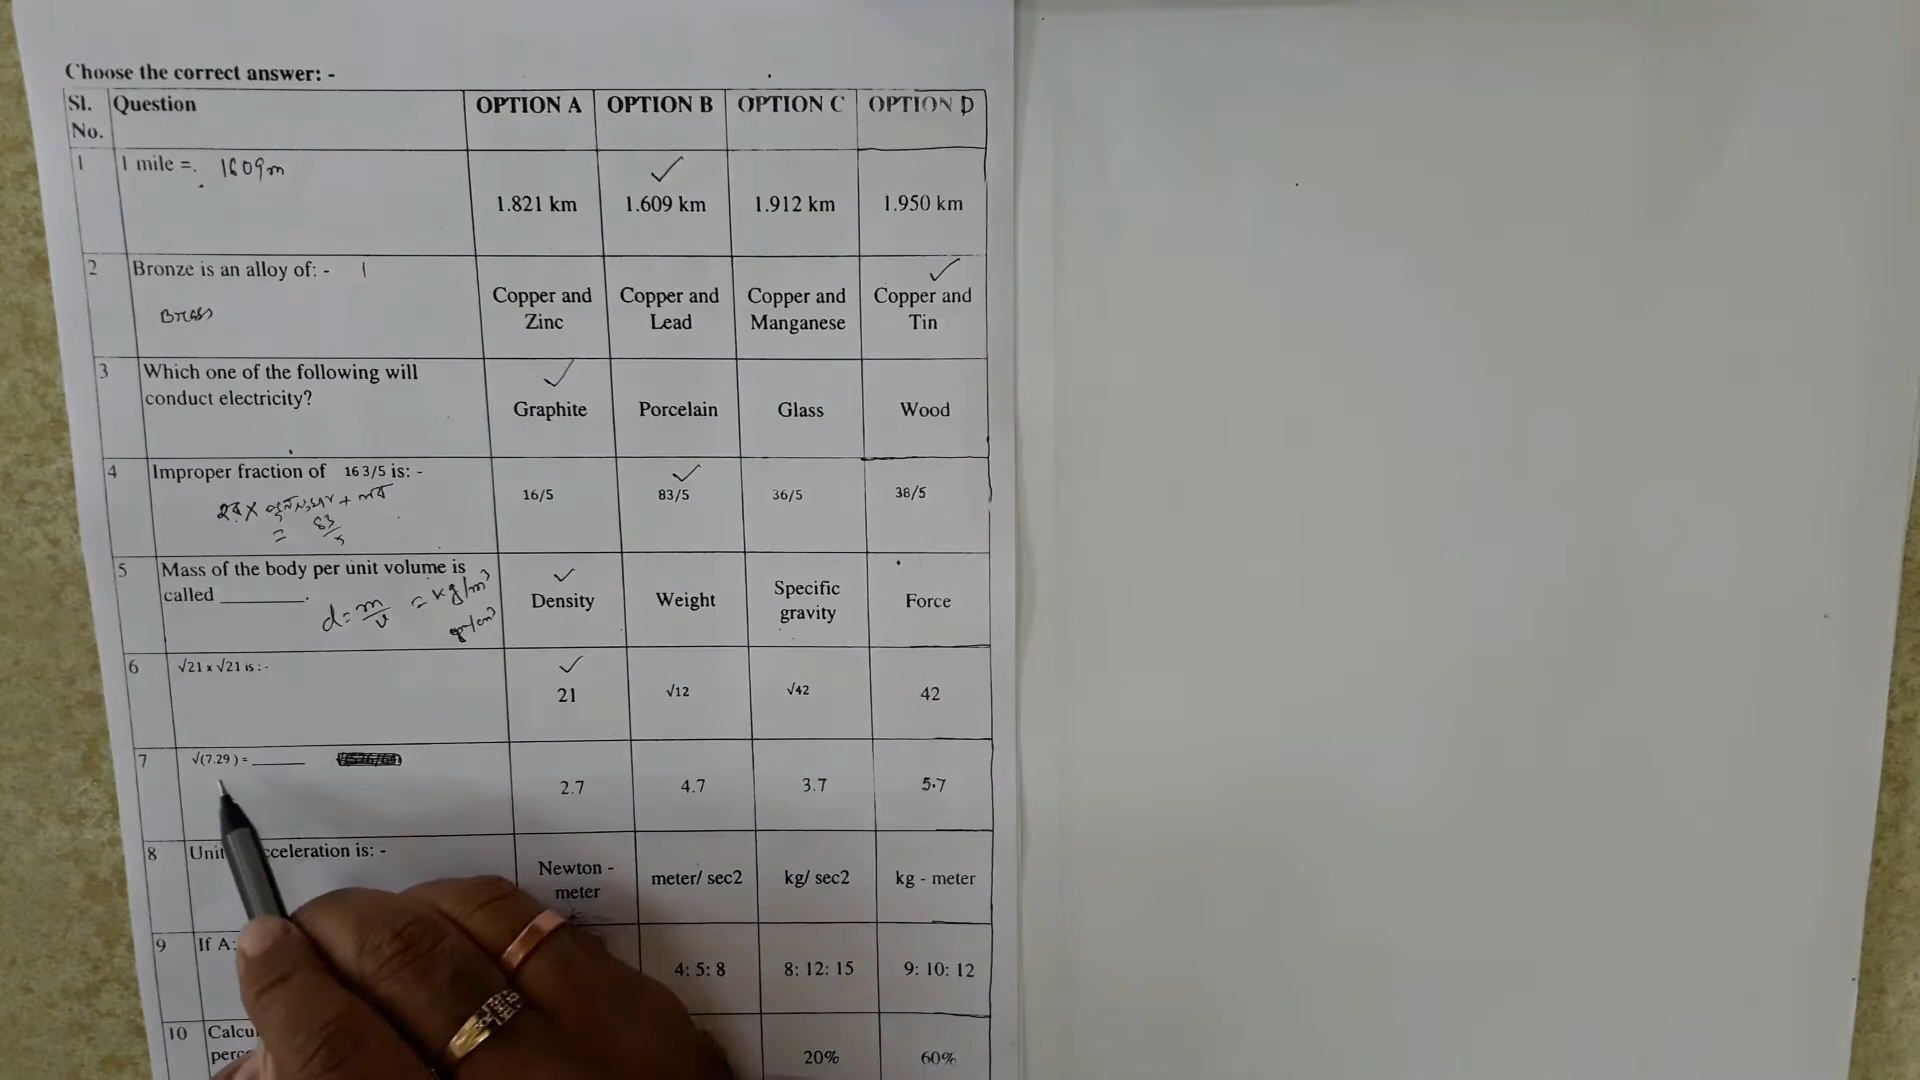 Choose the correct answer: -
Sl. No. Question OPTION A OPTION B OPTION C OPTION D
1 1 mile =. 1609m 1.821 km 1.609 km 1.912 km 1.950 km
2 Bronze is an alloy of: - Copper and Zinc Copper and Lead Copper and Manganese Copper and Tin
Brass
3 Which one of the following will
conduct electricity? Graphite Porcelain Glass Wood
4 Improper fraction of 16 3/5 is: - 16/5 83/5 36/5 38/5
= 83/5
5 Mass of the body per unit volume is
called ________. Density Weight Specific gravity Force
d = m/v = kg/m³
gm/cm³
6 √21 x √21 is : - 21 √12 √42 42
7 √(7.29 ) = ______ 2.7 4.7 3.7 5.7
8 Unit cceleration is: - Newton - meter meter/ sec2 kg/ sec2 kg - meter
9 If A: 4: 5: 8 8: 12: 15 9: 10: 12
10 20% 60%